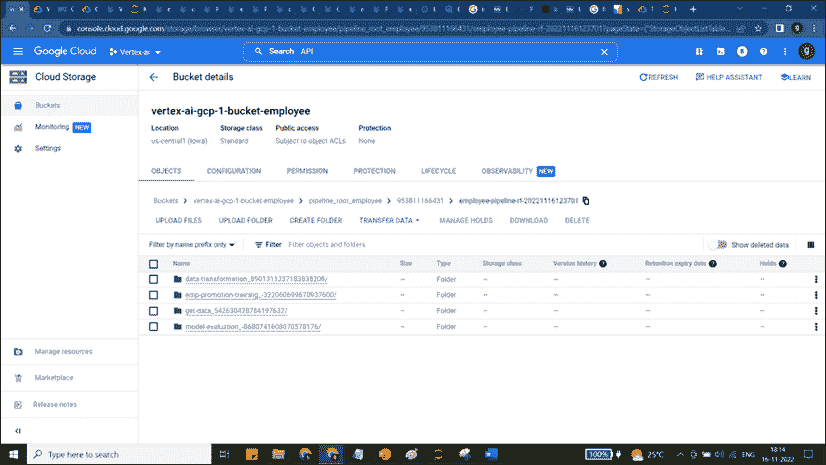 console.cloud.google.com
Google Cloud
Vertex-ai
Search API
Cloud Storage
Bucket details
REFRESH
HELP ASSISTANT
LEARN
Buckets
Monitoring NEW
Settings
vertex-ai-gcp-1-bucket-employee
Location Storage class Public access Protection
us-central1 (Iowa) Standard Subject to object ACLs None
OBJECTS CONFIGURATION PERMISSION PROTECTION LIFECYCLE OBSERVABILITY NEW
Buckets > vertex-ai-gcp-1-bucket-employee > pipeline_root_employee > 953811166431 > employee-pipeline-rf-20221116123701
UPLOAD FILES UPLOAD FOLDER CREATE FOLDER TRANSFER DATA MANAGE HOLDS DOWNLOAD DELETE
Filter by name prefix only Filter Filter objects and folders Show deleted data
Name Size Type Storage class Version history Retention expiry date Holds
Folder
Folder
Folder
Folder
Manage resources
Marketplace
Release notes
Type here to search
100% 25°C ENG 18:14
16-11-2022